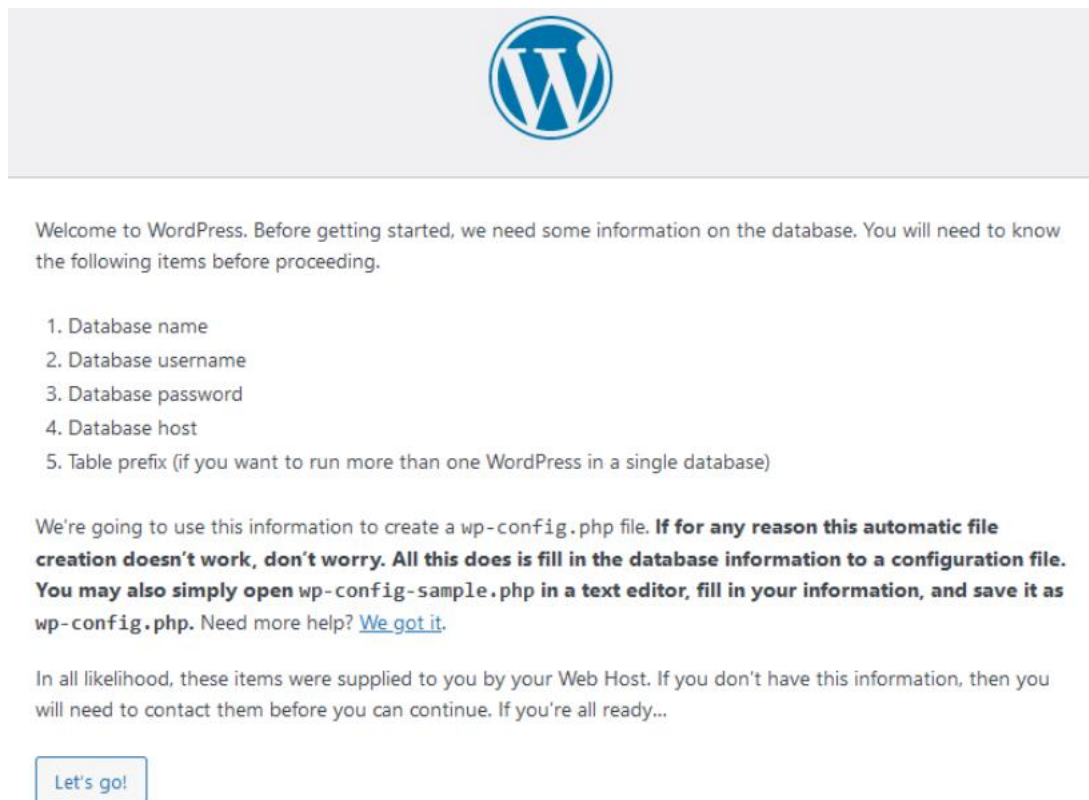 Welcome to WordPress. Before getting started, we need some information on the database. You will need to know
the following items before proceeding.
1. Database name
2. Database username
3. Database password
4. Database host
5. Table prefix (if you want to run more than one WordPress in a single database)
We're going to use this information to create a wp-config.php file. If for any reason this automatic file
creation doesn't work, don't worry. All this does is fill in the database information to a configuration file.
You may also simply open wp-config-sample.php in a text editor, fill in your information, and save it as
wp-config.php. Need more help? We got it.
In all likelihood, these items were supplied to you by your Web Host. If you don't have this information, then you
will need to contact them before you can continue. If you're all ready...
Let's go!